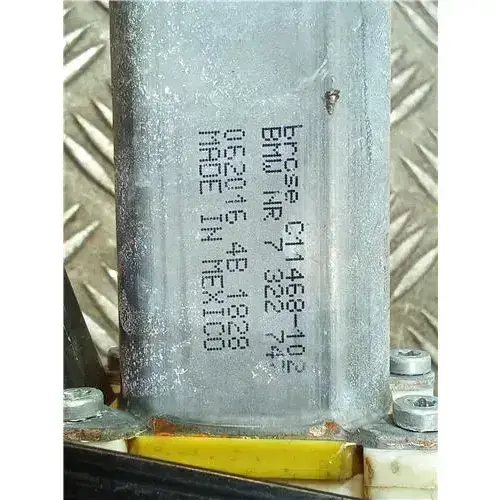 brose C11468-102
BMW NR 7 322 74
062016 4B 1828
MADE IN MEXICO